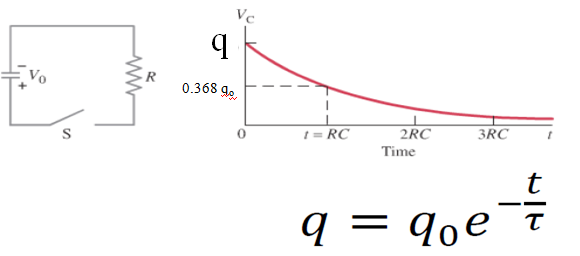 V_C
q
0.368 q₀
− V₀ +
R
S
0 t = RC 2RC 3RC t
Time
q = q₀e^(−t/τ)